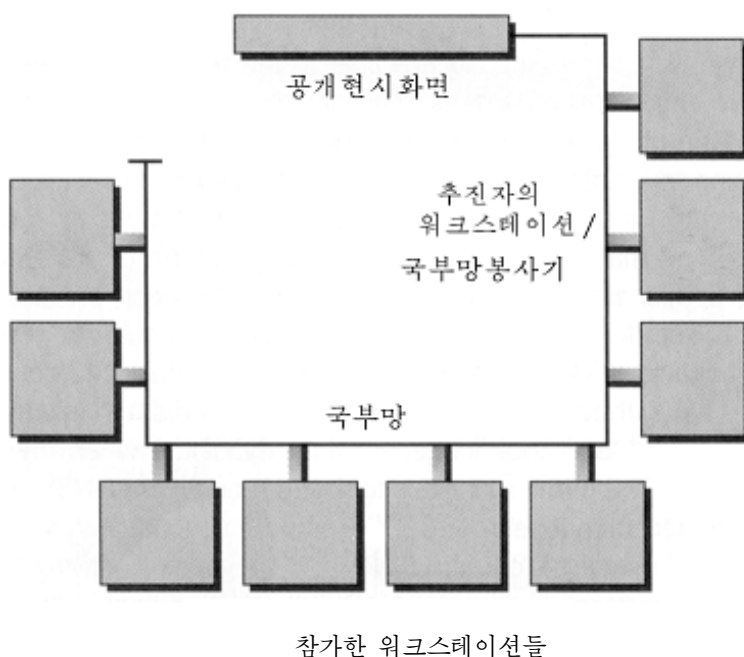 공개현시화면
추진자의
워크스테이션 /
국부망봉사기
국부망
참가한 워크스테이션들